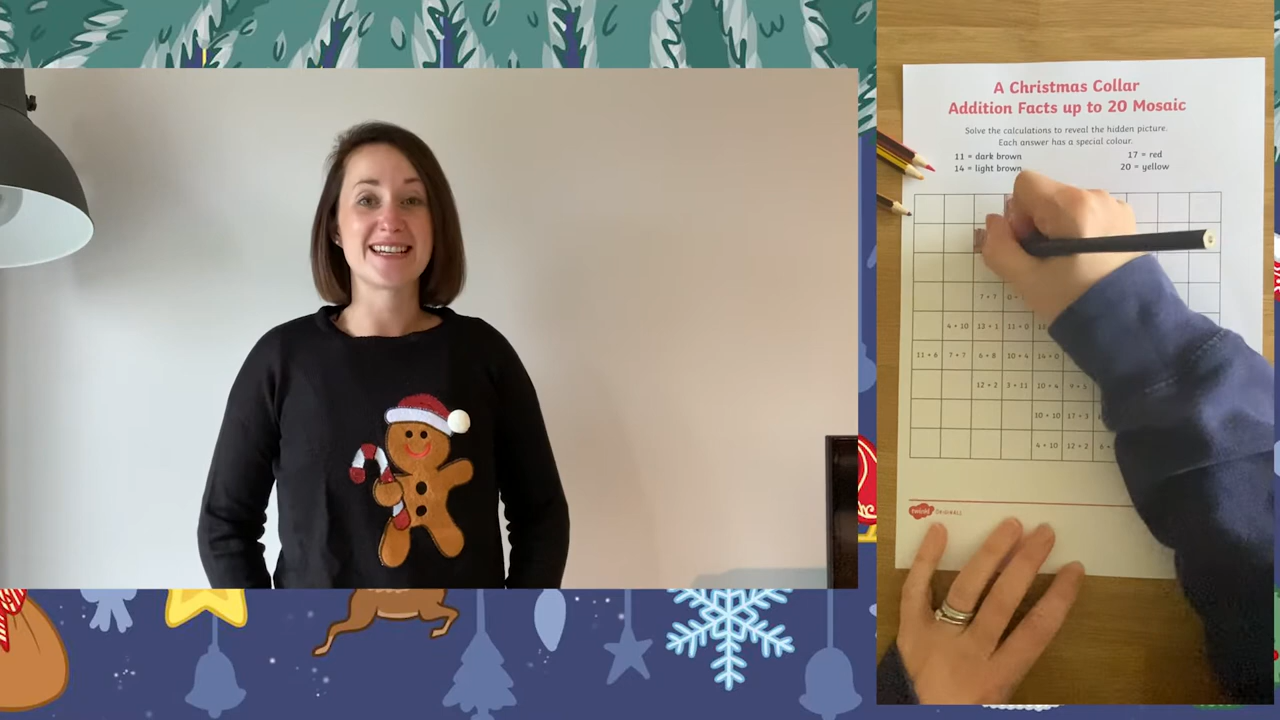 A Christmas Collar
Addition Facts up to 20 Mosaic
Solve the calculations to reveal the hidden picture.
Each answer has a special colour.
11 = dark brown 17 = red
14 = light brown 20 = yellow
7 + 7
4 + 10 13 + 1 11 + 0
11 + 6 7 + 7 6 + 8 10 + 4 14 + 0
12 + 2 3 + 11 10 + 4 9 + 5
10 + 10 17 + 3
4 + 10 12 + 2
twinkl ORIGINALS